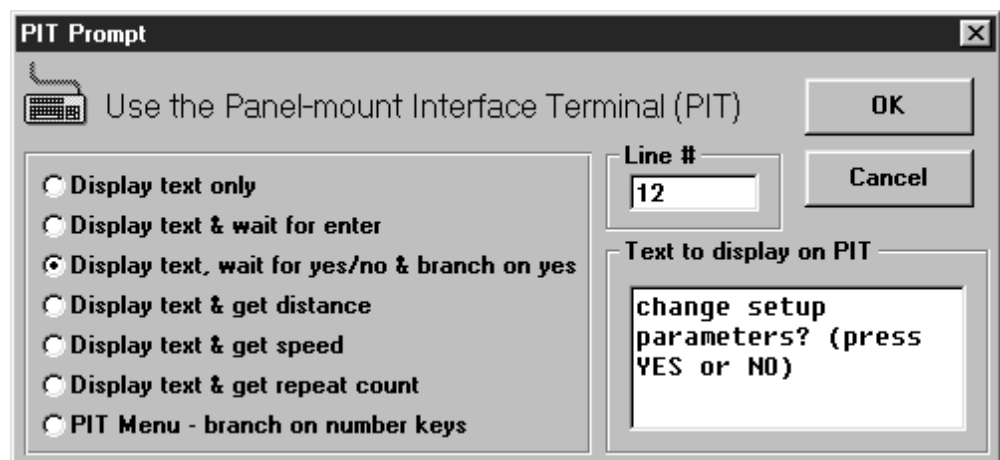 PIT Prompt
Use the Panel-mount Interface Terminal (PIT)
OK
Cancel
Display text only
Display text & wait for enter
Display text, wait for yes/no & branch on yes
Display text & get distance
Display text & get speed
Display text & get repeat count
PIT Menu - branch on number keys
Line #
12
Text to display on PIT
change setup
parameters? (press
YES or NO)